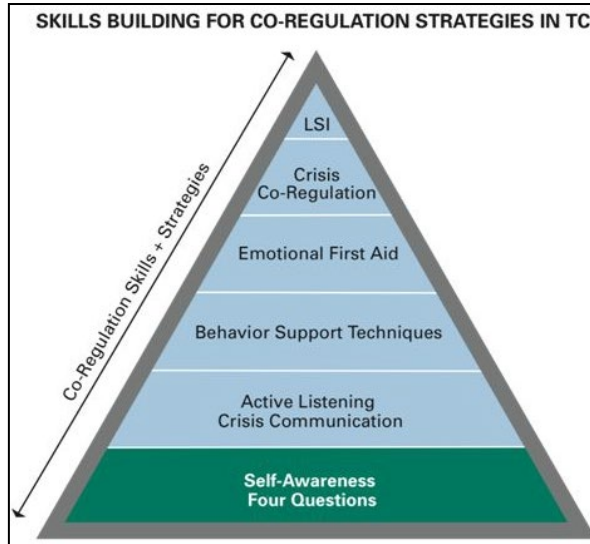 SKILLS BUILDING FOR CO-REGULATION STRATEGIES IN TC
LSI
Crisis
Co-Regulation
Emotional First Aid
Behavior Support Techniques
Active Listening
Crisis Communication
Self-Awareness
Four Questions
Co-Regulation Skills + Strategies